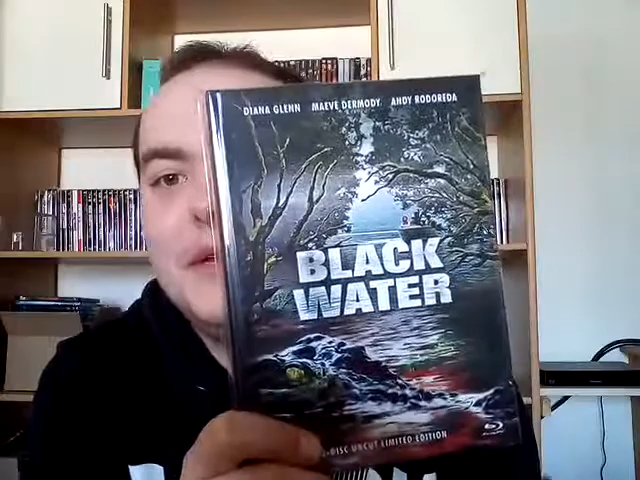 DIANA GLENN MAEVE DERMODY ANDY RODOREDA
BLACK
WATER
-DISC UNCUT LIMITED EDITION